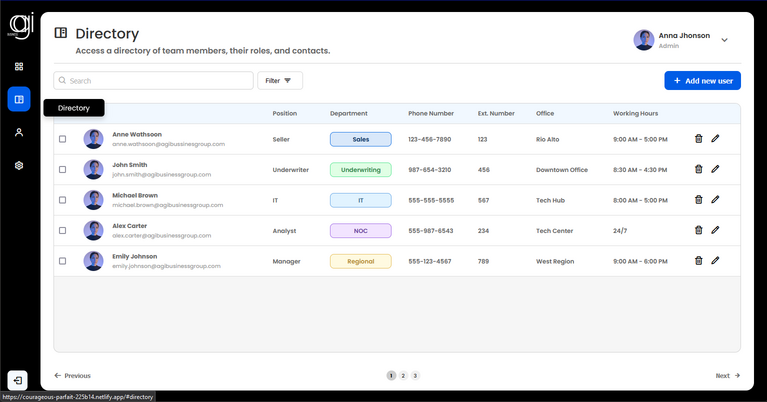 agi
Directory
Access a directory of team members, their roles, and contacts.
Anna Jhonson
Admin
Search
Filter
+ Add new user
Directory
Position Department Phone Number Ext. Number Office Working Hours
Anne Wathsoon
anne.wathsoon@agibussinesgroup.com
Seller Sales 123-456-7890 123 Rio Alto 9:00 AM - 5:00 PM
John Smith
john.smith@agibusinessgroup.com
Underwriter Underwriting 987-654-3210 456 Downtown Office 8:30 AM - 4:30 PM
Michael Brown
michael.brown@agibusinessgroup.com
IT IT 555-555-5555 567 Tech Hub 8:00 AM - 5:00 PM
Alex Carter
alex.carter@agibusinessgroup.com
Analyst NOC 555-987-6543 234 Tech Center 24/7
Emily Johnson
emily.johnson@agibusinessgroup.com
Manager Regional 555-123-4567 789 West Region 9:00 AM - 6:00 PM
Previous 1 2 3 Next
https://courageous-parfait-225b14.netlify.app/#directory